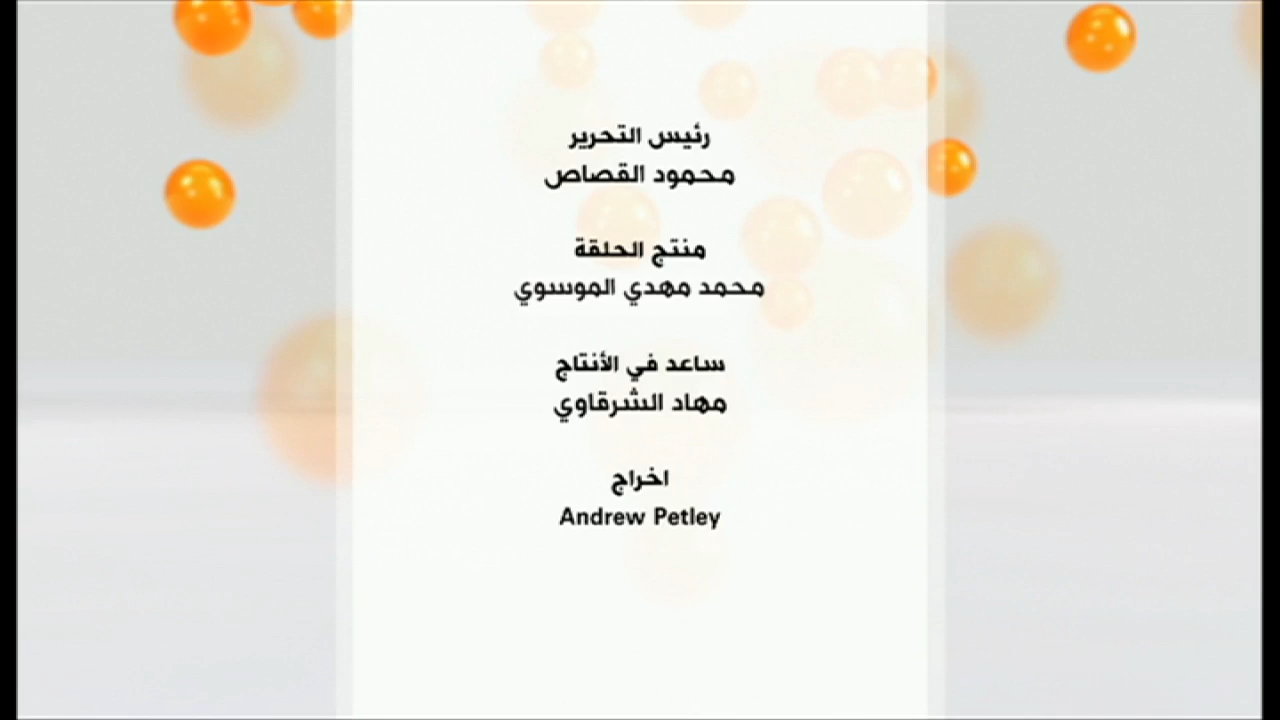 رئيس التحرير
محمود القصاص
منتج الحلقة
محمد مهدي الموسوي
ساعد في الأنتاج
مهاد الشرقاوي
اخراج
Andrew Petley